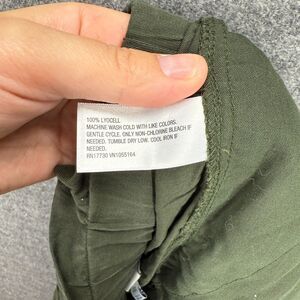 100% LYOCELL
MACHINE WASH COLD WITH LIKE COLORS.
GENTLE CYCLE. ONLY NON-CHLORINE BLEACH IF
NEEDED. TUMBLE DRY LOW. COOL IRON IF
NEEDED.
RN17730 VN1055164